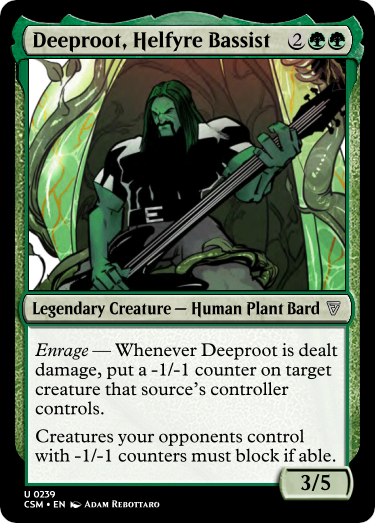 Deeproot, Helfyre Bassist 2
E
Legendary Creature — Human Plant Bard
Enrage — Whenever Deeproot is dealt
damage, put a -1/-1 counter on target
creature that source's controller
controls.
Creatures your opponents control
with -1/-1 counters must block if able.
3/5
U 0239
CSM • EN Adam Rebottaro